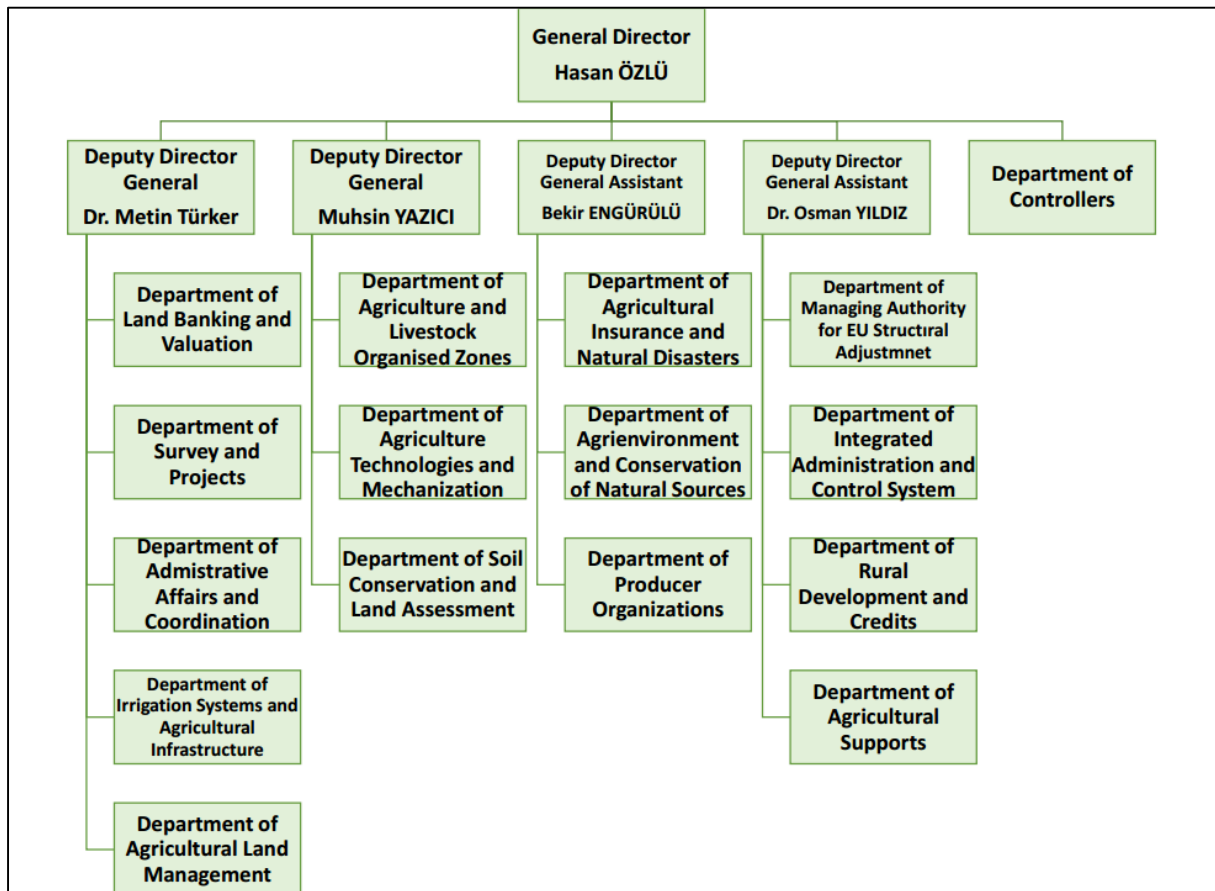 General Director
Hasan ÖZLÜ
Deputy Director
General
Dr. Metin Türker
Deputy Director
General
Muhsin YAZICI
Deputy Director
General Assistant
Bekir ENGÜRÜLÜ
Deputy Director
General Assistant
Dr. Osman YILDIZ
Department of
Controllers
Department of
Land Banking and
Valuation
Department of
Survey and
Projects
Department of
Admistrative
Affairs and
Coordination
Department of
Irrigation Systems and
Agricultural
Infrastructure
Department of
Agricultural Land
Management
Department of
Agriculture and
Livestock
Organised Zones
Department of
Agriculture
Technologies and
Mechanization
Department of Soil
Conservation and
Land Assessment
Department of
Agricultural
Insurance and
Natural Disasters
Department of
Agrienvironment
and Conservation
of Natural Sources
Department of
Producer
Organizations
Department of
Managing Authority
for EU Structıral
Adjustmnet
Department of
Integrated
Administration and
Control System
Department of
Rural
Development and
Credits
Department of
Agricultural
Supports